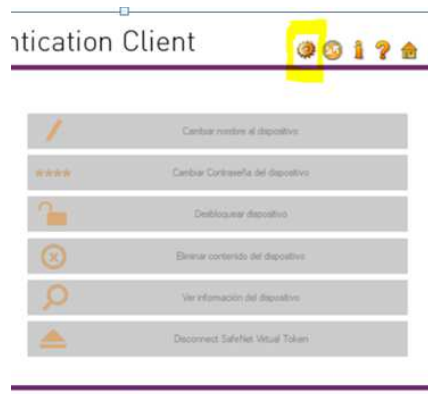 ntication Client
Cambiar nombre al dispositivo
**** Cambiar Contraseña del dispositivo
Desbloquear dispositivo
Eliminar contenido del dispositivo
Ver información del dispositivo
Disconnect SafeNet Virtual Token